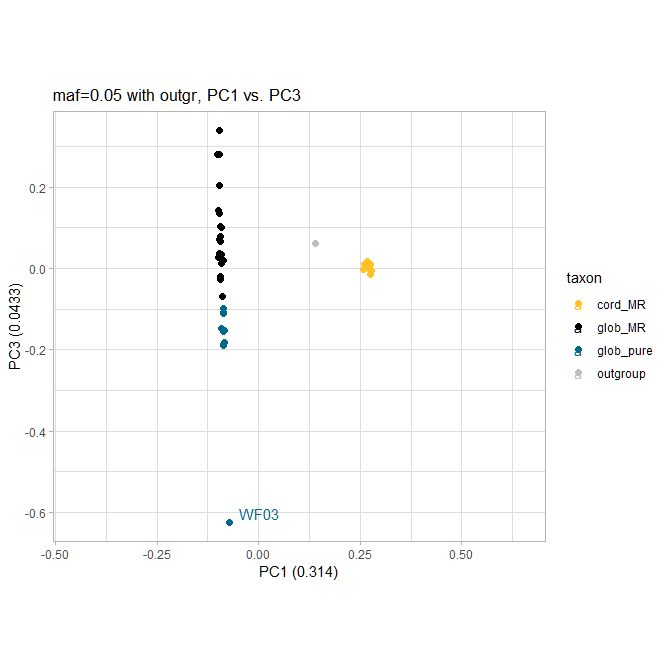 maf=0.05 with outgr, PC1 vs. PC3
PC3 (0.0433)
0.2
0.0
-0.2
-0.4
-0.6
WF03
-0.50
-0.25
0.00
0.25
0.50
PC1 (0.314)
taxon
a cord_MR
a glob_MR
a glob_pure
a outgroup